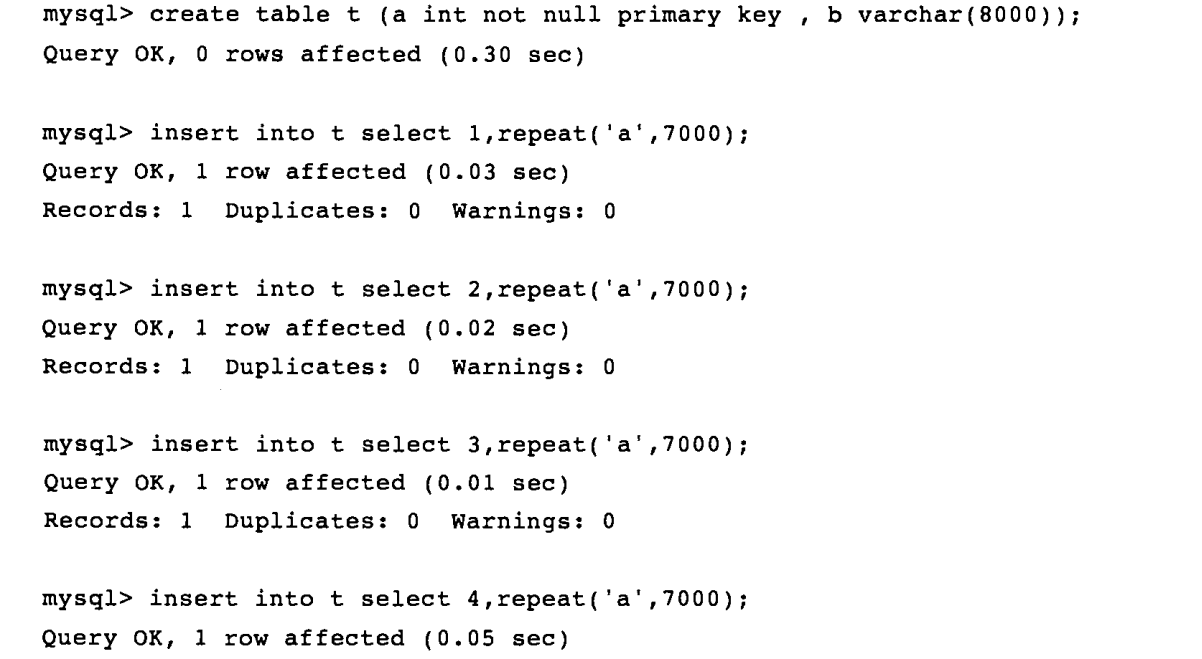 mysql> create table t (a int not null primary key , b varchar(8000));
Query OK, 0 rows affected (0.30 sec)
mysql> insert into t select 1,repeat('a',7000);
Query OK, 1 row affected (0.03 sec)
Records: 1  Duplicates: 0  Warnings: 0
mysql> insert into t select 2,repeat('a',7000);
Query OK, 1 row affected (0.02 sec)
Records: 1  Duplicates: 0  Warnings: 0
mysql> insert into t select 3,repeat('a',7000);
Query OK, 1 row affected (0.01 sec)
Records: 1  Duplicates: 0  Warnings: 0
mysql> insert into t select 4,repeat('a',7000);
Query OK, 1 row affected (0.05 sec)